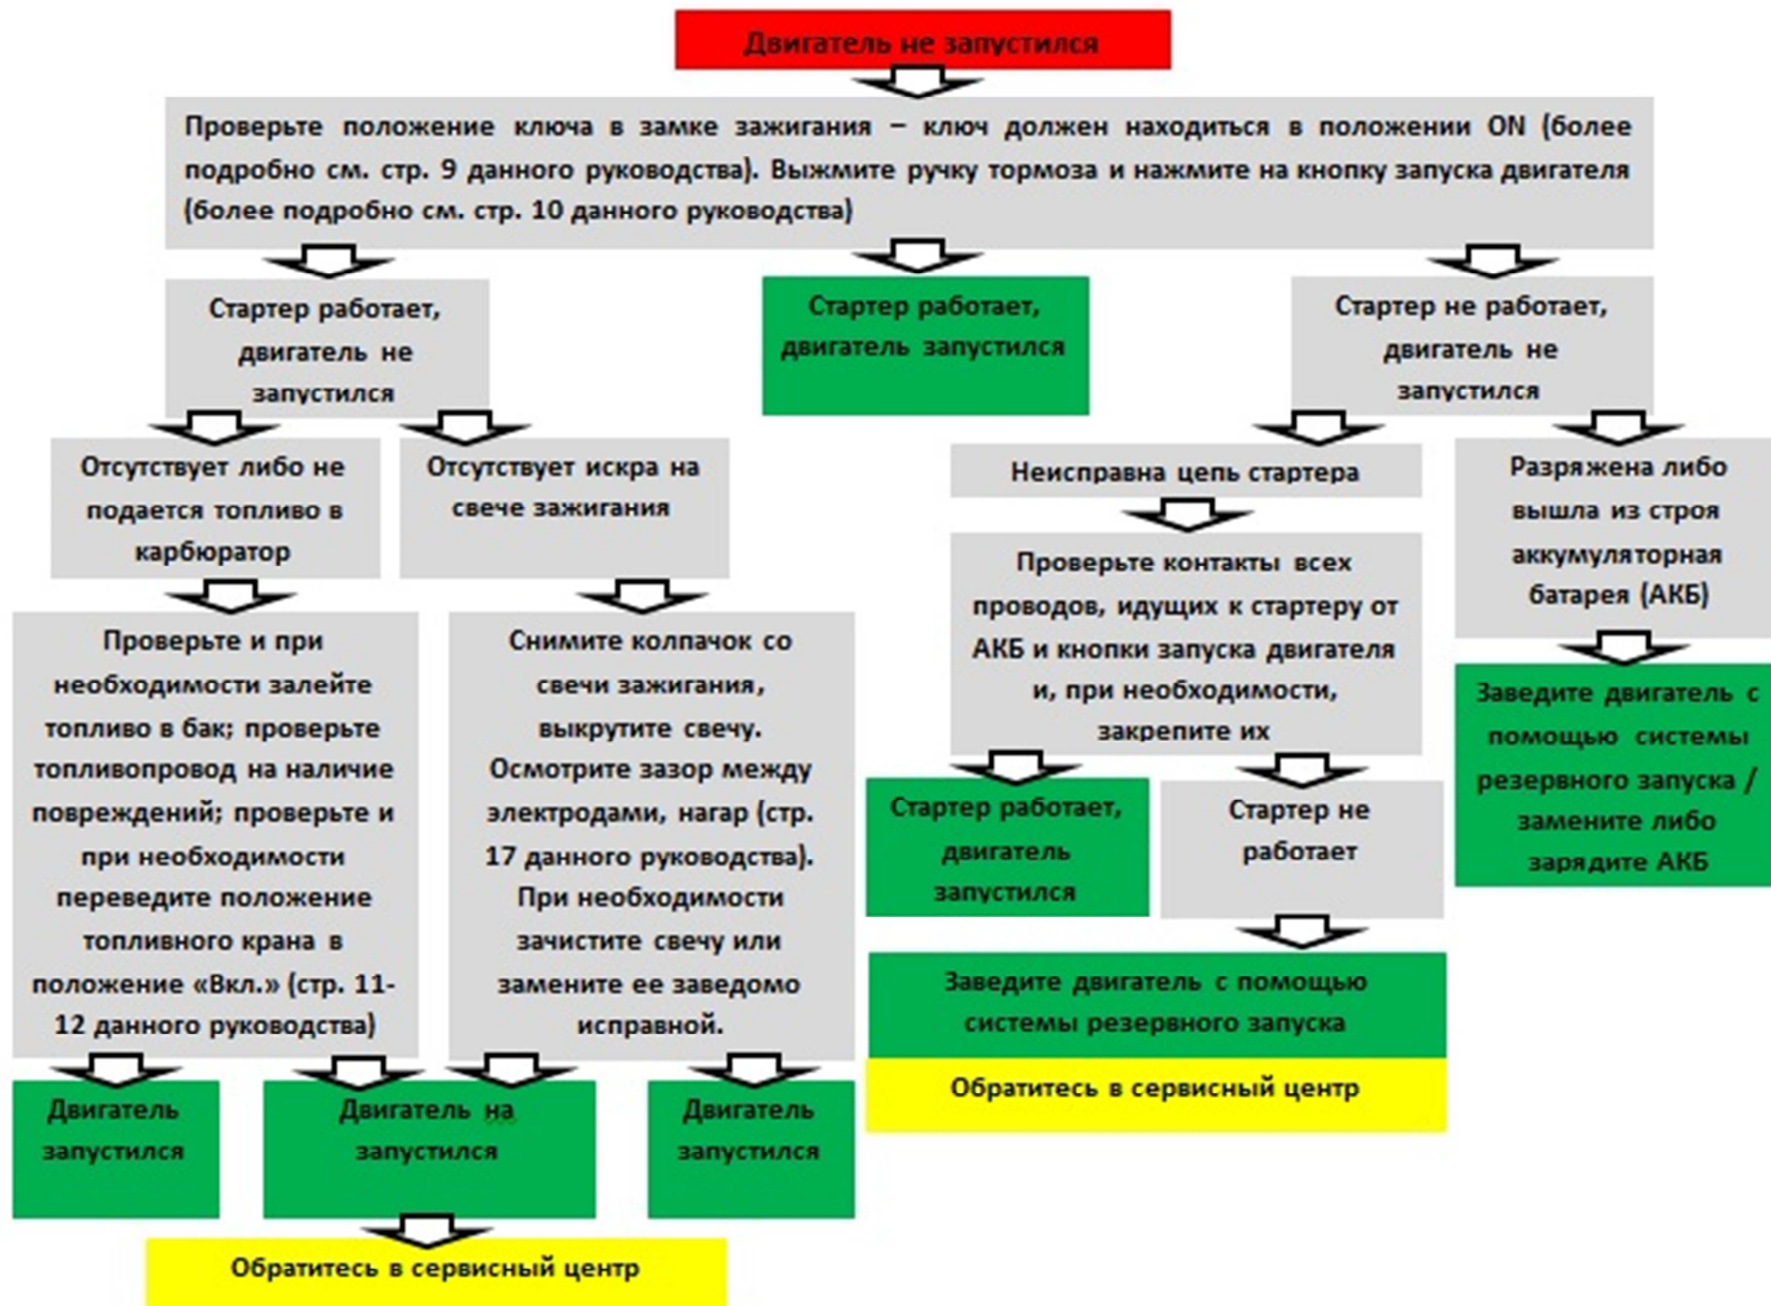 Двигатель не запустился
Проверьте положение ключа в замке зажигания – ключ должен находиться в положении ON (более
подробно см. стр. 9 данного руководства). Выжмите ручку тормоза и нажмите на кнопку запуска двигателя
(более подробно см. стр. 10 данного руководства)
Стартер работает,
двигатель не
запустился
Стартер работает,
двигатель запустился
Стартер не работает,
двигатель не
запустился
Отсутствует либо не
подается топливо в
карбюратор
Отсутствует искра на
свече зажигания
Неисправна цепь стартера
Разряжена либо
вышла из строя
аккумуляторная
батарея (АКБ)
Проверьте и при
необходимости залейте
топливо в бак; проверьте
топливопровод на наличие
повреждений; проверьте и
при необходимости
переведите положение
топливного крана в
положение «Вкл.» (стр. 11-
12 данного руководства)
Снимите колпачок со
свечи зажигания,
выкрутите свечу.
Осмотрите зазор между
электродами, нагар (стр.
17 данного руководства).
При необходимости
зачистите свечу или
замените ее заведомо
исправной.
Проверьте контакты всех
проводов, идущих к стартеру от
АКБ и кнопки запуска двигателя
и, при необходимости,
закрепите их
Заведите двигатель с
помощью системы
резервного запуска /
замените либо
зарядите АКБ
Стартер работает,
двигатель
запустился
Стартер не
работает
Заведите двигатель с помощью
системы резервного запуска
Обратитесь в сервисный центр
Двигатель
запустился
Двигатель на
запустился
Двигатель
запустился
Обратитесь в сервисный центр